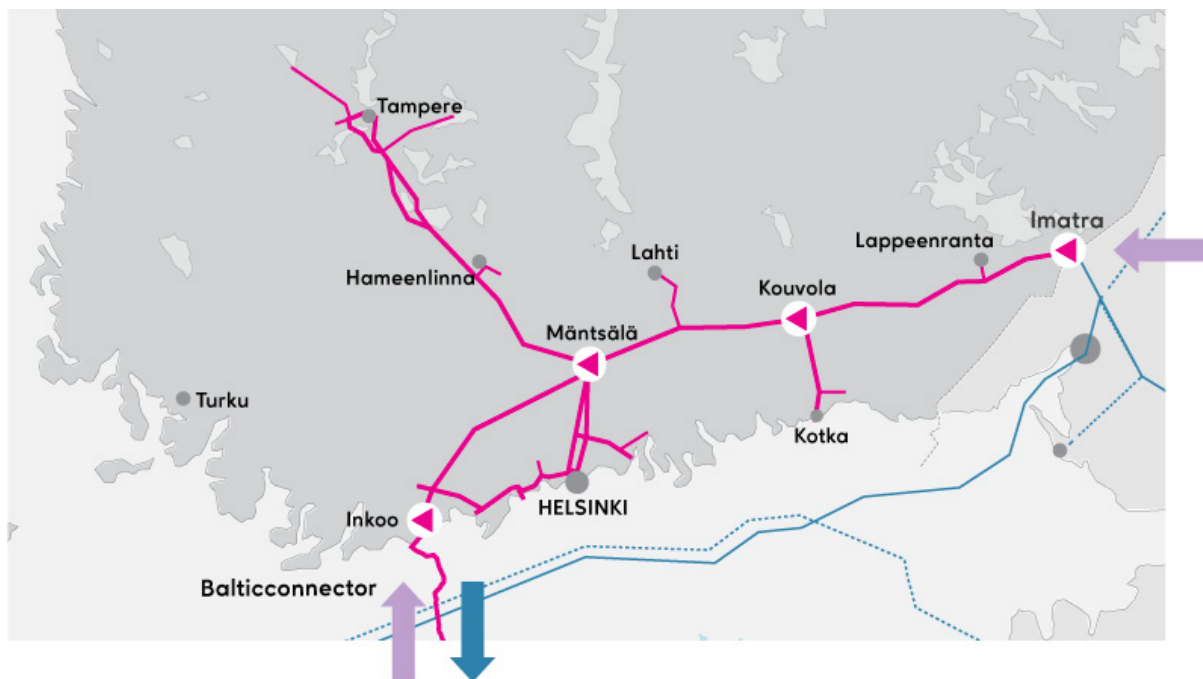 Tampere
Imatra
Lappeenranta
Lahti
Hameenlinna
Kouvola
Mäntsälä
Turku
Kotka
HELSINKI
Inkoo
Balticconnector